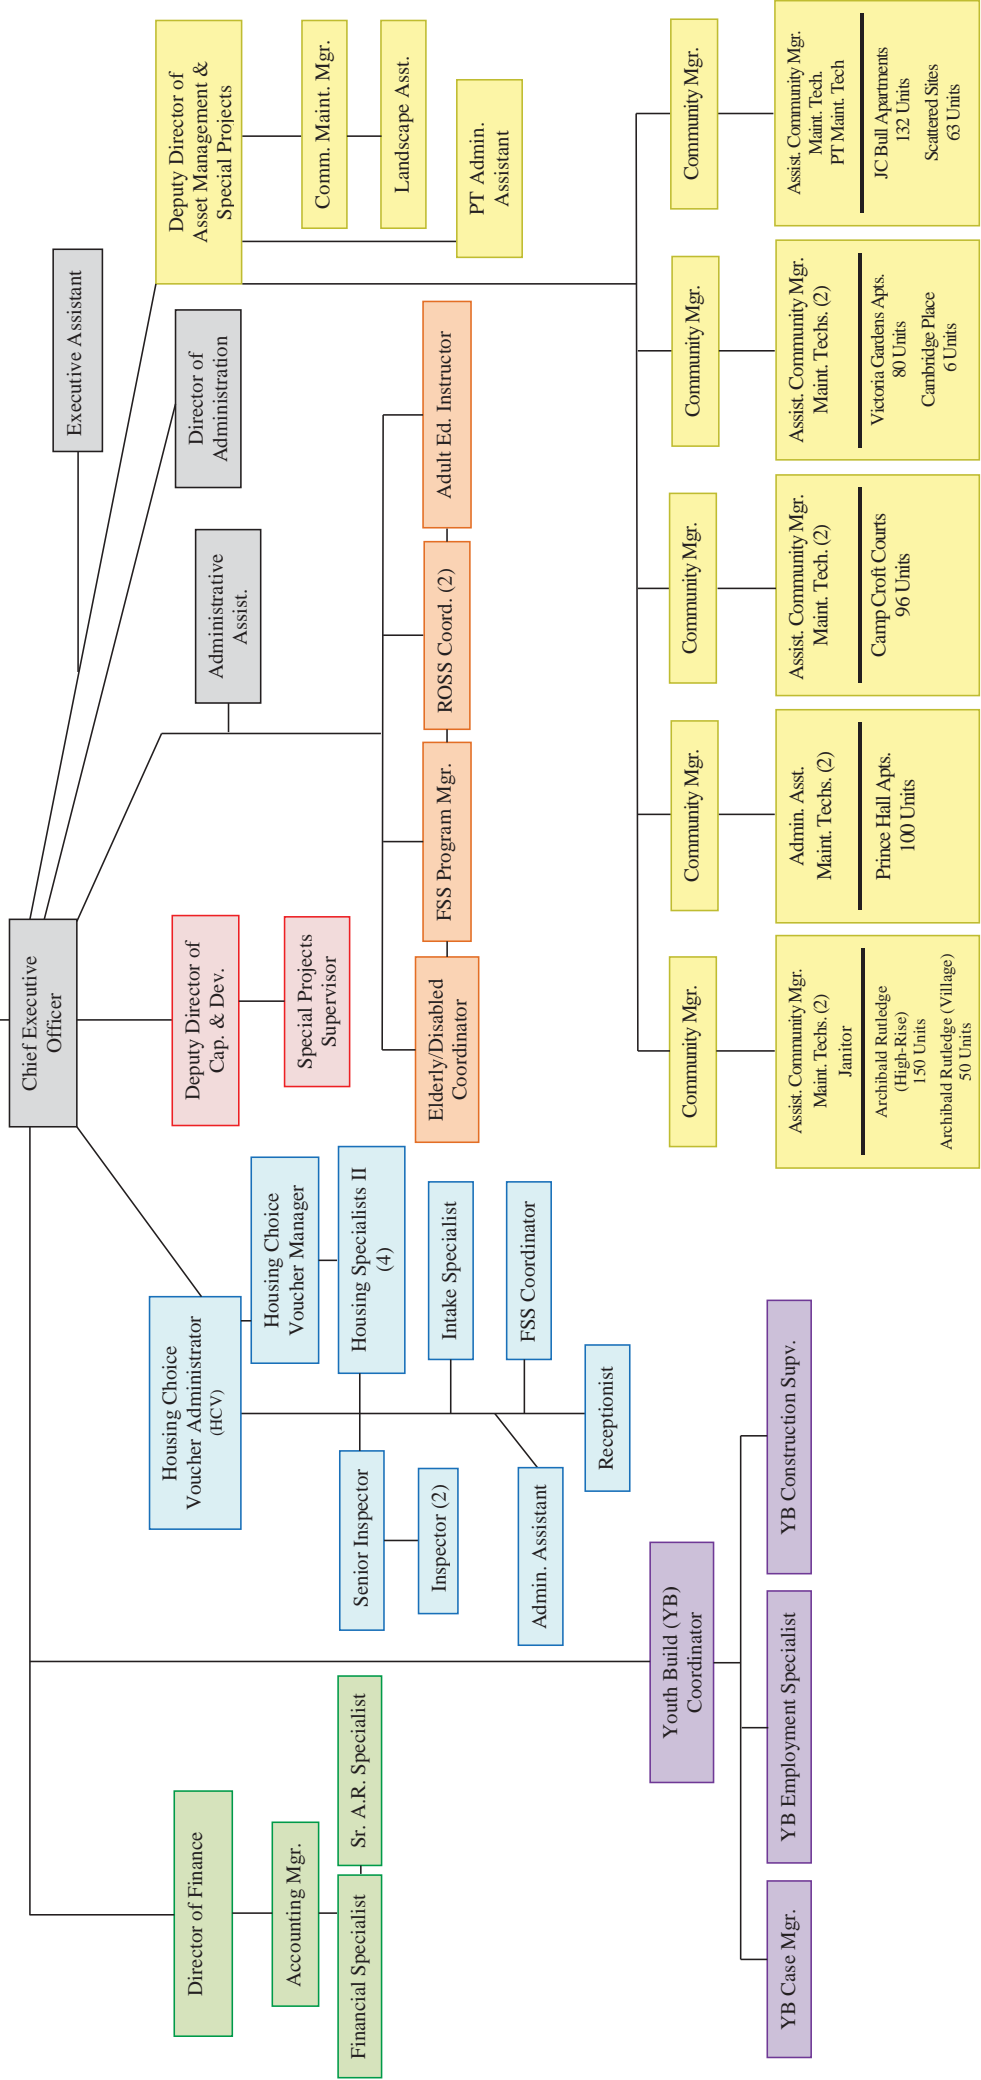 Chief Executive
Officer
Executive Assistant
Director of Finance
Accounting Mgr.
Financial Specialist
Sr. A.R. Specialist
Housing Choice
Voucher Administrator
(HCV)
Housing Choice
Voucher Manager
Housing Specialists II
(4)
Senior Inspector
Inspector (2)
Intake Specialist
FSS Coordinator
Admin. Assistant
Receptionist
Youth Build (YB)
Coordinator
YB Case Mgr.
YB Employment Specialist
YB Construction Supv.
Deputy Director of
Cap. & Dev.
Special Projects
Supervisor
Administrative
Assist.
Director of
Administration
Elderly/Disabled
Coordinator
FSS Program Mgr.
ROSS Coord. (2)
Adult Ed. Instructor
Deputy Director of
Asset Management &
Special Projects
Comm. Maint. Mgr.
Landscape Asst.
PT Admin.
Assistant
Community Mgr.
Assist. Community Mgr.
Maint. Techs. (2)
Janitor
Archibald Rutledge
(High-Rise)
150 Units
Archibald Rutledge (Village)
50 Units
Community Mgr.
Admin. Asst.
Maint. Techs. (2)
Prince Hall Apts.
100 Units
Community Mgr.
Assist. Community Mgr.
Maint. Tech. (2)
Camp Croft Courts
96 Units
Community Mgr.
Assist. Community Mgr.
Maint. Techs. (2)
Victoria Gardens Apts.
80 Units
Cambridge Place
6 Units
Community Mgr.
Assist. Community Mgr.
Maint. Tech.
PT Maint. Tech
JC Bull Apartments
132 Units
Scattered Sites
63 Units